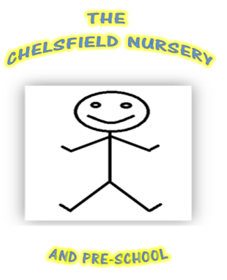 THE
CHELSFIELD NURSERY
AND PRE-SCHOOL